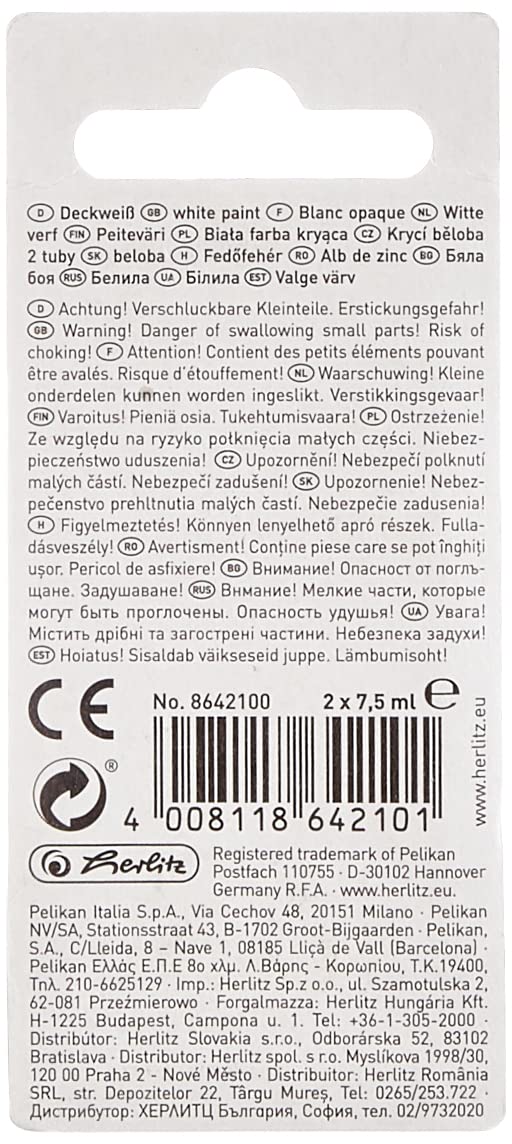 D Deckweiß GB white paint F Blanc opaque NL Witte
verf FIN Peiteväri PL Biała farba kryąca CZ Krycí běloba
2 tuby SK beloba H Fedőfehér RO Alb de zinc BG Бяла
боя RUS Белила UA Білила EST Valge värv
D Achtung! Verschluckbare Kleinteile. Erstickungsgefahr!
GB Warning! Danger of swallowing small parts! Risk of
choking! F Attention! Contient des petits éléments pouvant
être avalés. Risque d'étouffement! NL Waarschuwing! Kleine
onderdelen kunnen worden ingeslikt. Verstikkingsgevaar!
FIN Varoitus! Pieniä osia. Tukehtumisvaara! PL Ostrzeżenie!
Ze względu na ryzyko połknięcia małych części. Niebez-
pieczeństwo uduszenia! CZ Upozornění! Nebezpečí polknutí
malých částí. Nebezpečí zadušení! SK Upozornenie! Nebez-
pečenstvo prehltnutia malých častí. Nebezpečie zadusenia!
H Figyelmeztetés! Könnyen lenyelhető apró részek. Fulla-
dásveszély! RO Avertisment! Conține piese care se pot înghiți
ușor. Pericol de asfixiere! BG Внимание! Опасност от поглъ-
щане. Задушаване! RUS Внмание! Мелкие части, которые
могут быть проглочены. Опасность удушья! UA Увага!
Містить дрібні та загострені частини. Небезпека задухи!
EST Hoiatus! Sisaldab väikseseid juppe. Lämbumisoht!
CE No. 8642100 2 x 7,5 ml ℮
®
4 008118 642101
www.herlitz.eu
herlitz Registered trademark of Pelikan
Postfach 110755 · D-30102 Hannover
Germany R.F.A. · www.herlitz.eu.
Pelikan Italia S.p.A., Via Cechov 48, 20151 Milano · Pelikan
NV/SA, Stationsstraat 43, B-1702 Groot-Bijgaarden · Pelikan,
S.A., C/Lleida, 8 – Nave 1, 08185 Lliçà de Vall (Barcelona) ·
Pelikan Ελλάς Ε.Π.Ε 8ο χλμ. Λ.Βάρης - Κορωπίου, Τ.Κ.19400,
Τηλ. 210-6625129 · Imp.: Herlitz Sp.z o.o., ul. Szamotulska 2,
62-081 Przeźmierowo · Forgalmazza: Herlitz Hungária Kft.
H-1225 Budapest, Campona u. 1. Tel: +36-1-305-2000 ·
Distribútor: Herlitz Slovakia s.r.o., Odborárska 52, 83102
Bratislava · Distributor: Herlitz spol. s r.o. Myslíkova 1998/30,
120 00 Praha 2 - Nové Město · Distribuitor: Herlitz România
SRL, str. Depozitelor 22, Târgu Mureș, Tel: 0265/253.722 ·
Дистрибутор: ХЕРЛИТЦ България, София, тел. 02/9732020